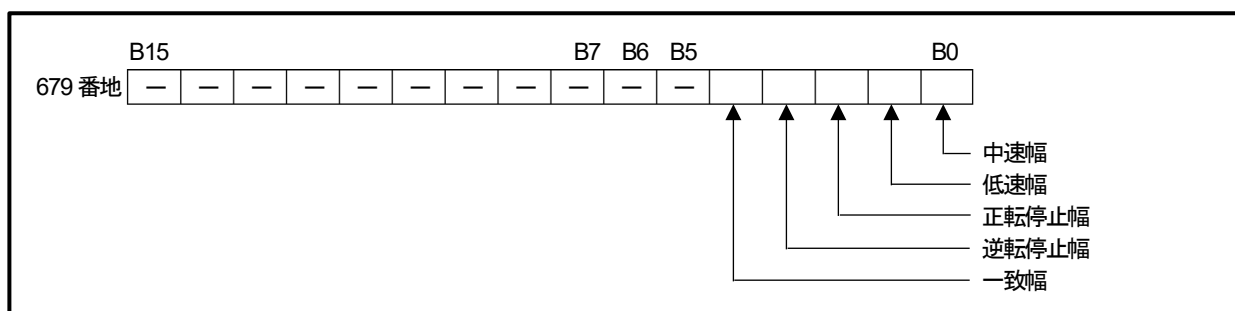 B15 B7 B6 B5 B0
679 番地 ー ー ー ー ー ー ー ー ー ー ー
中速幅
低速幅
正転停止幅
逆転停止幅
一致幅